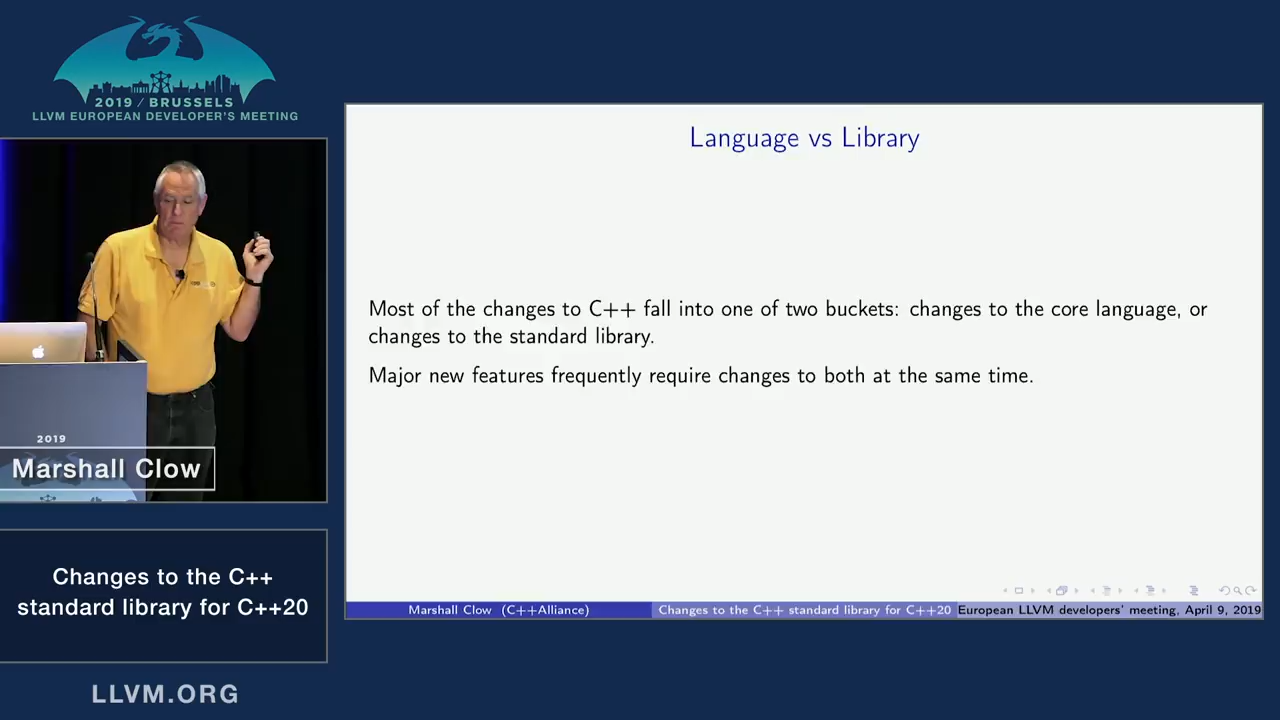 2019 / BRUSSELS
LLVM EUROPEAN DEVELOPER'S MEETING
2019
Marshall Clow
Changes to the C++
standard library for C++20
LLVM.ORG
Language vs Library
Most of the changes to C++ fall into one of two buckets: changes to the core language, or
changes to the standard library.
Major new features frequently require changes to both at the same time.
Marshall Clow (C++Alliance)
Changes to the C++ standard library for C++20
European LLVM developers' meeting, April 9, 2019